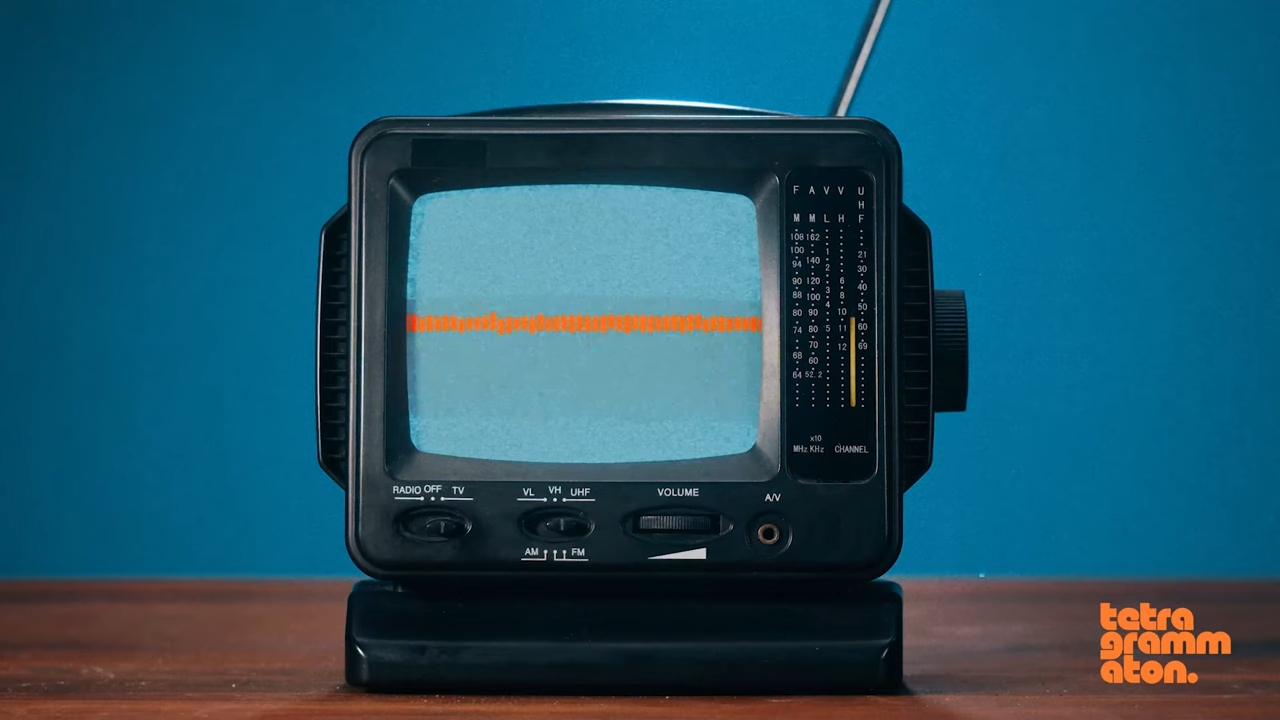 F A V V U
H
M M L H F
108 162
100 1 21
94 140 2 30
90 120 6 40
3
88 100 8
4 50
80 90 10
74 80 5 11 60
70 12 69
68
60
64 52.2
x10
MHz KHz CHANNEL
RADIO OFF TV
VL VH UHF
VOLUME
A/V
AM FM
tetra
gramm
aton.